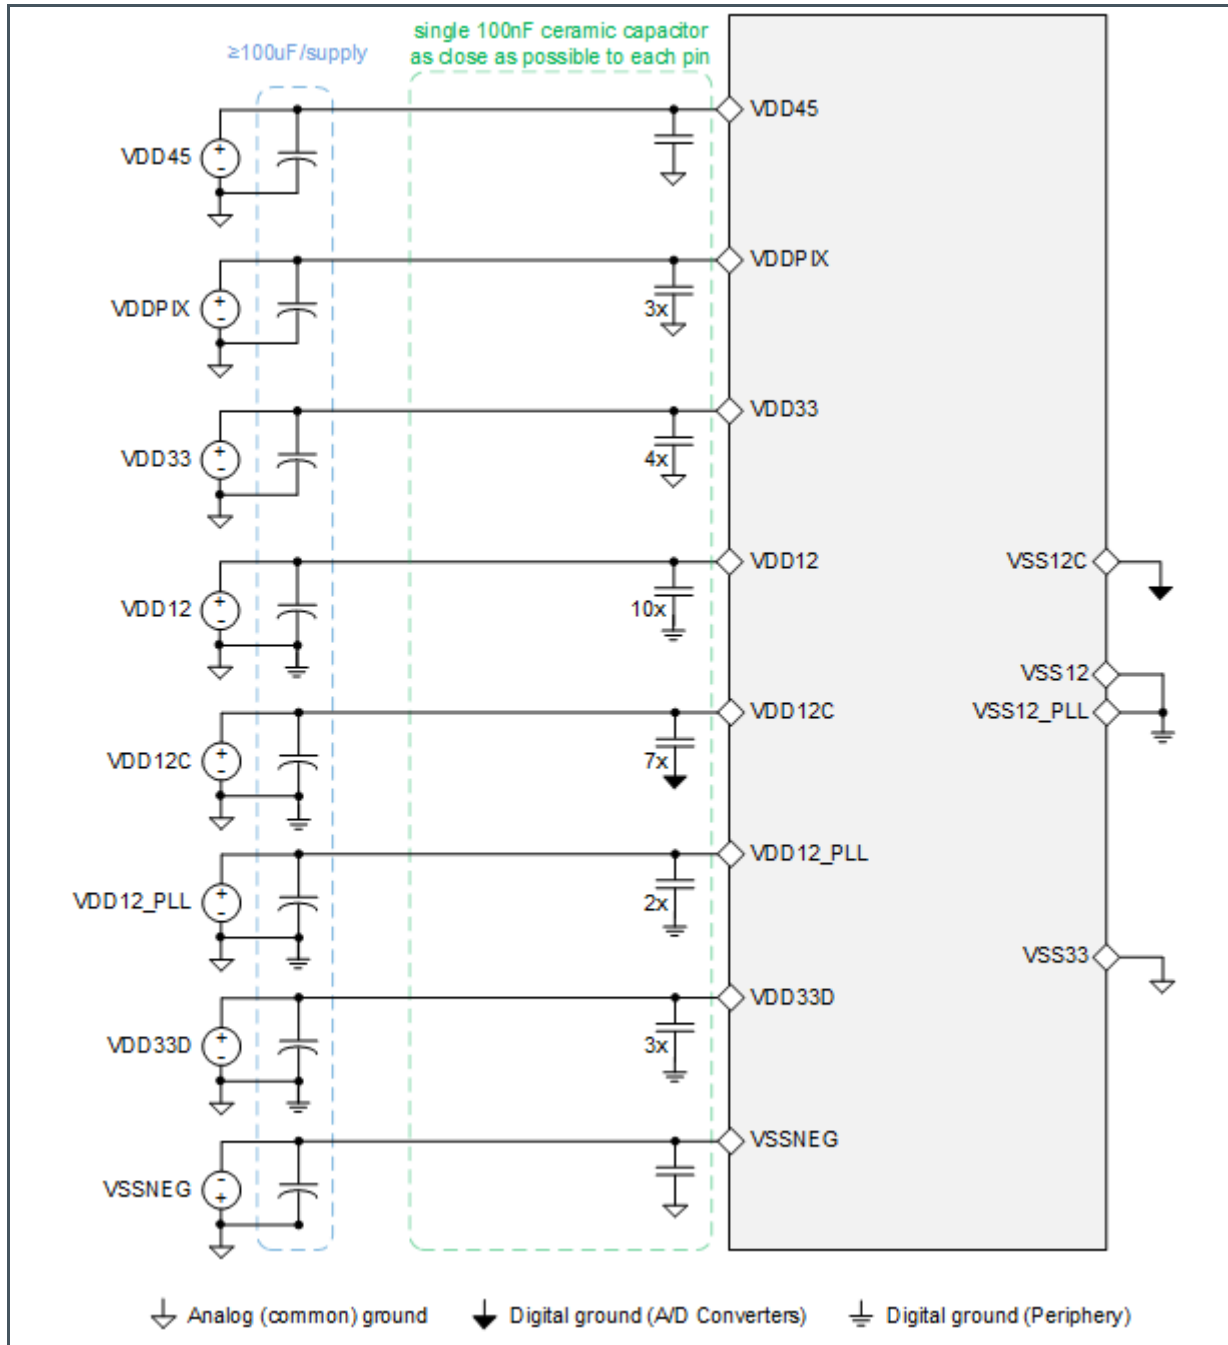 single 100nF ceramic capacitor
as close as possible to each pin
≥100uF/supply
VDD45
+
-
VDD45
VDDPIX
+
-
3x
VDDPIX
VDD33
+
-
4x
VDD33
VDD12
+
-
10x
VDD12
VSS12C
VSS12
VSS12_PLL
VDD12C
+
-
7x
VDD12C
VDD12_PLL
+
-
2x
VDD12_PLL
VSS33
VDD33D
+
-
3x
VDD33D
VSSNEG
-
+
VSSNEG
Analog (common) ground Digital ground (A/D Converters) Digital ground (Periphery)